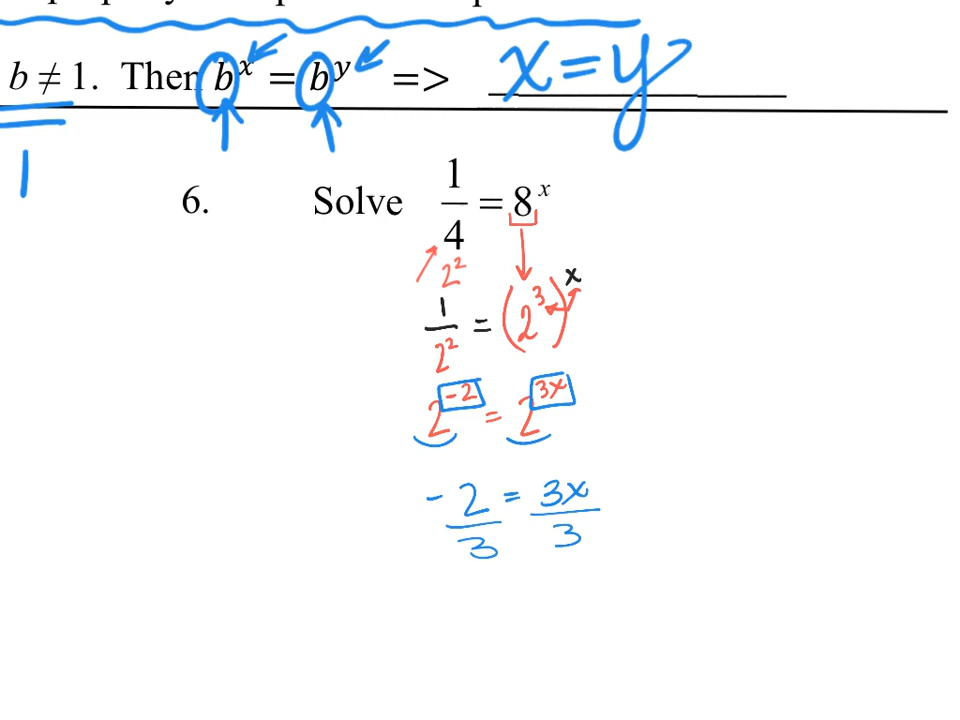 b ≠ 1. Then b^x = b^y => x = y
1
6. Solve 1/4 = 8^x
2^2
1/2^2 = (2^3)^x
2^-2 = 2^3x
-2/3 = 3x/3